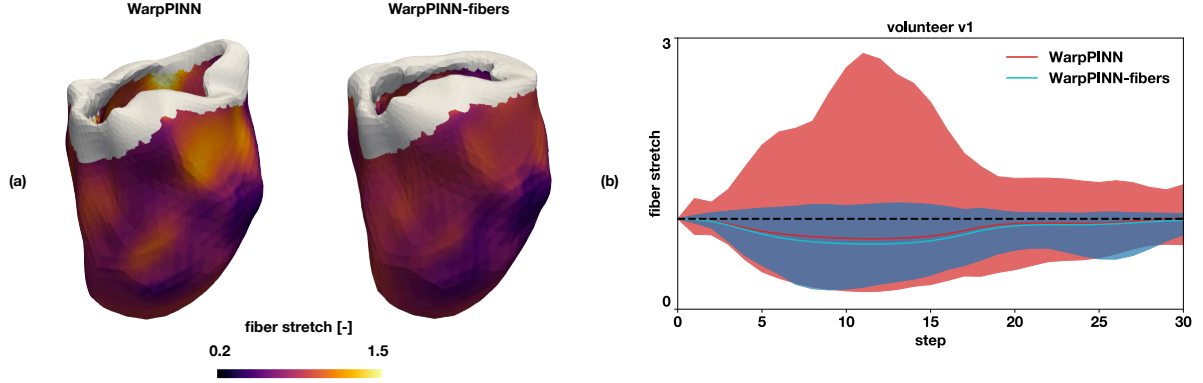 WarpPINN
WarpPINN-fibers
(a)
fiber stretch [-]
0.2
1.5
volunteer v1
3
WarpPINN
WarpPINN-fibers
(b)
fiber stretch
0
0
5
10
15
20
25
30
step